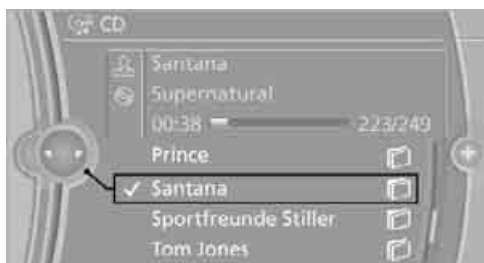 CD
Santana
Supernatural
00:38 223/249
Prince
Santana
Sportfreunde Stiller
Tom Jones